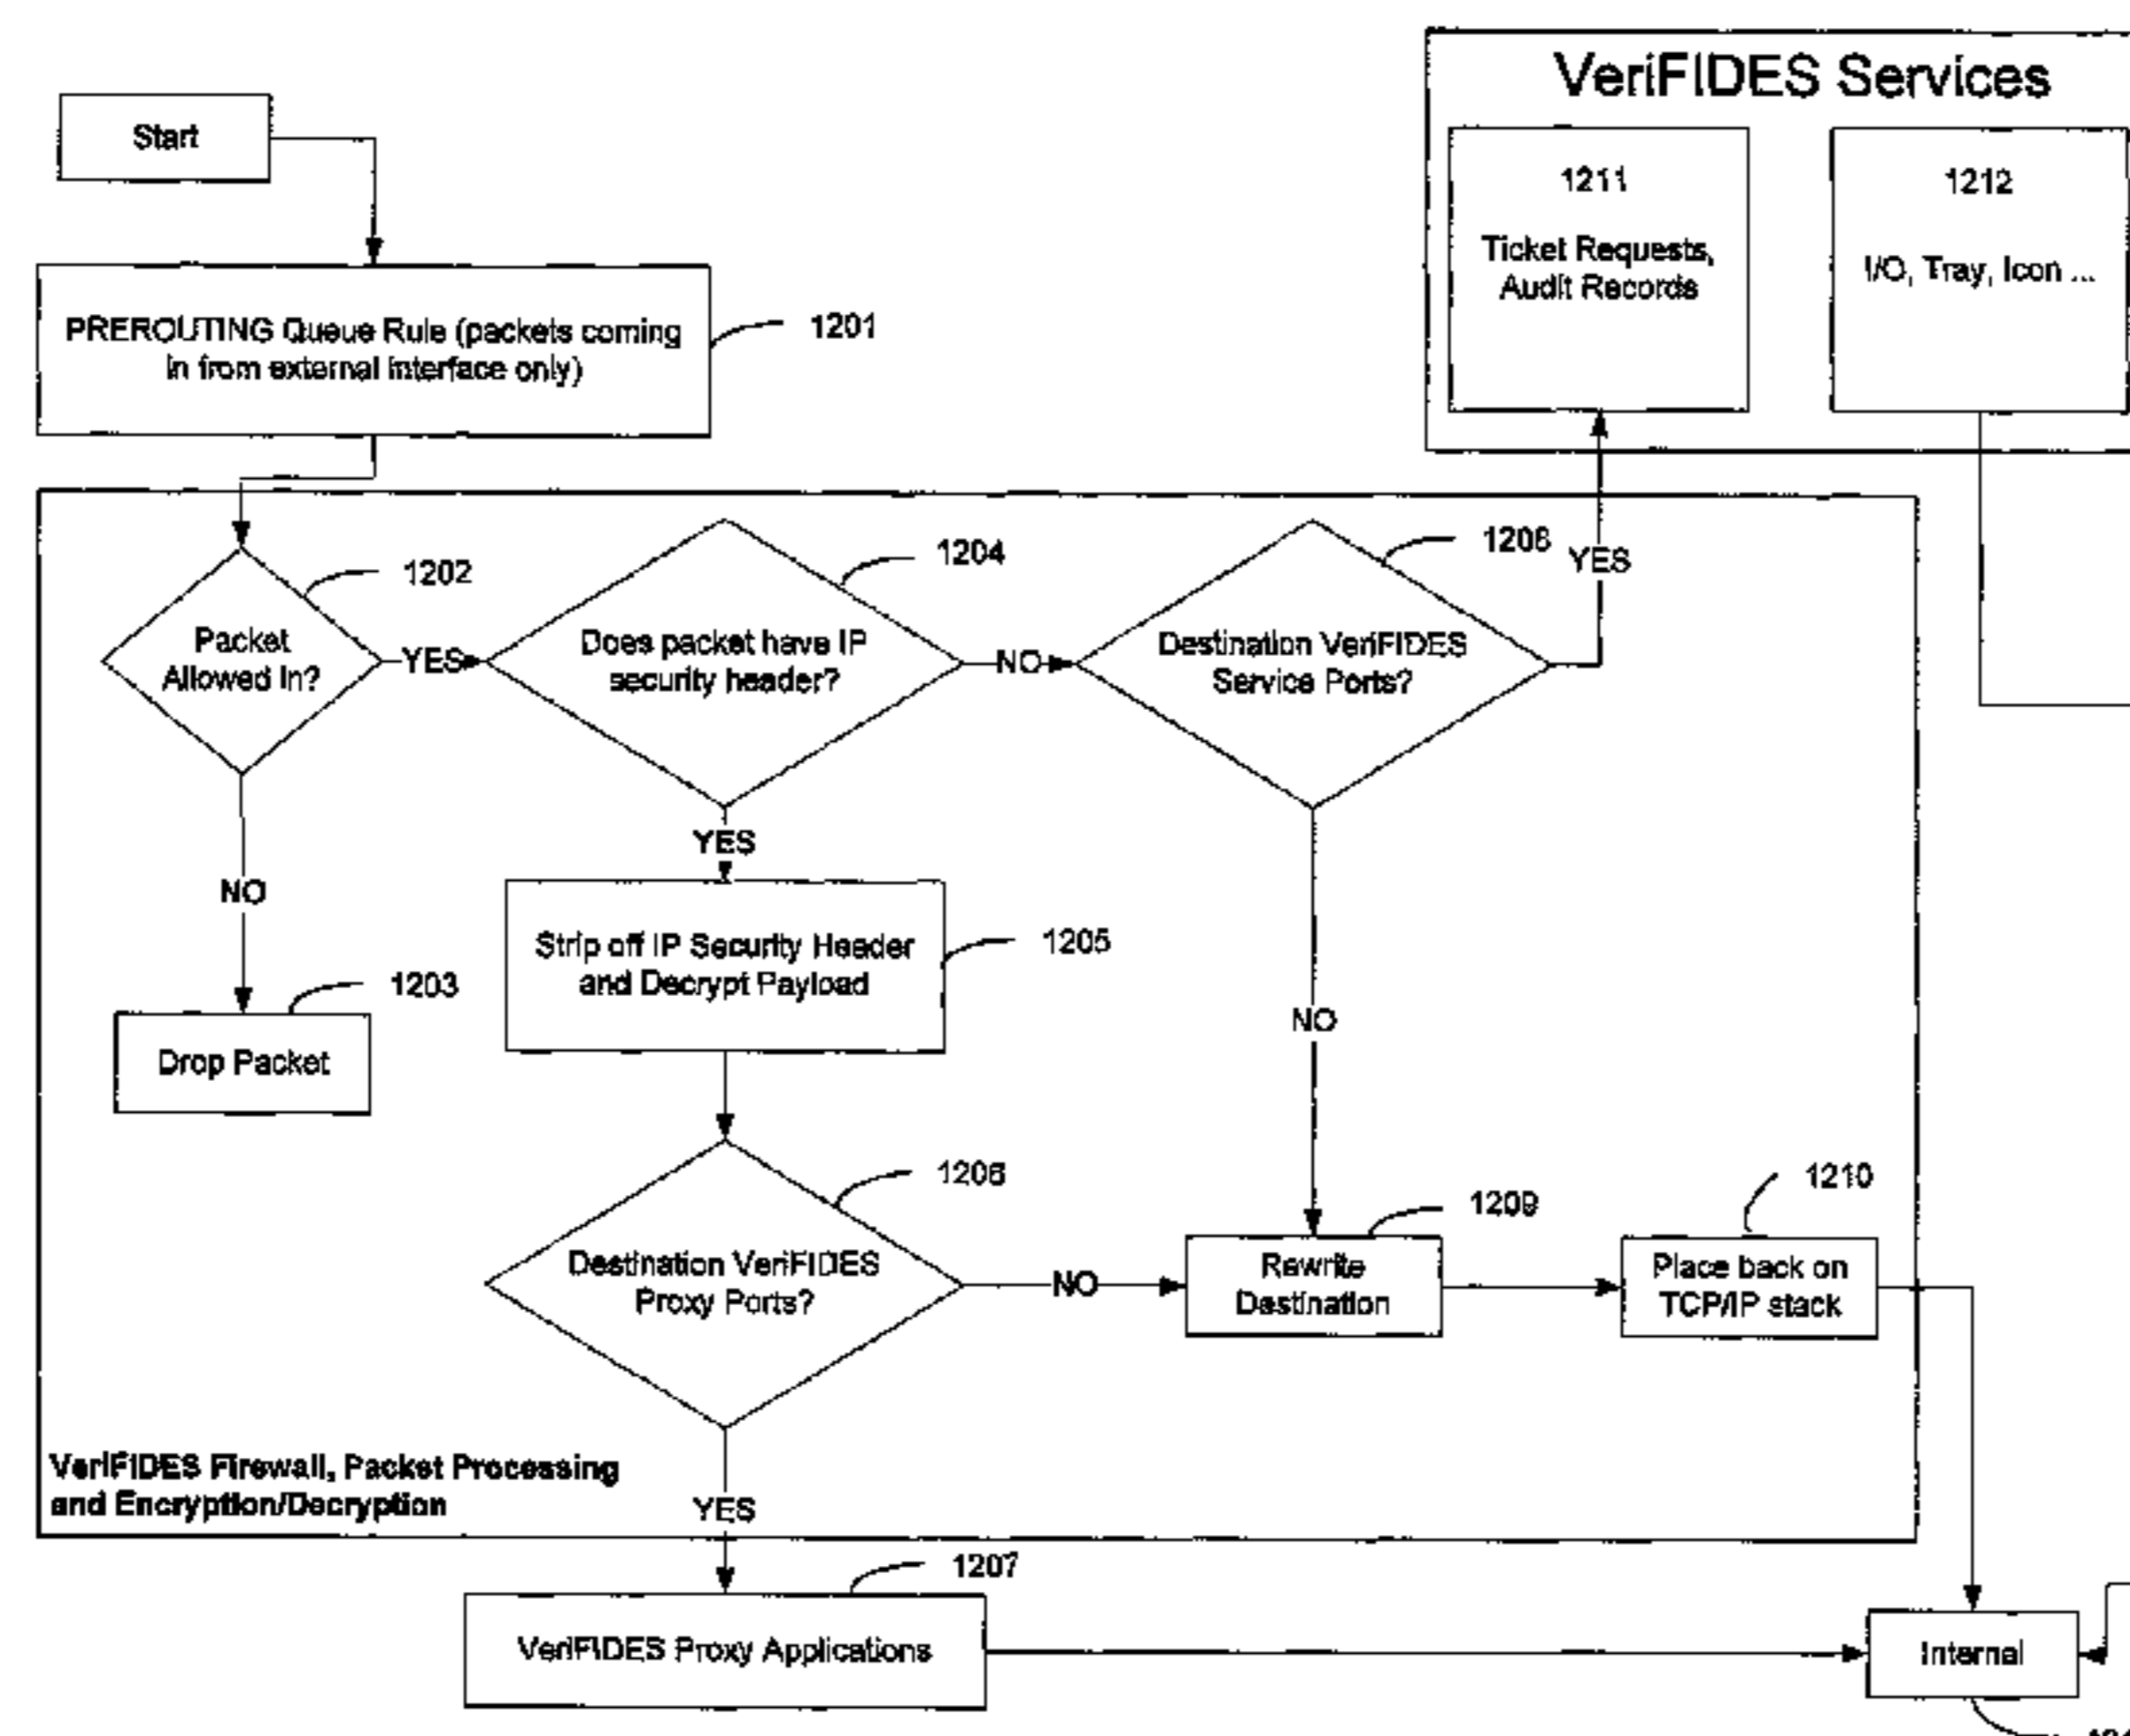 VeriFIDES Services
Start
1211
Ticket Requests,
Audit Records
1212
I/O, Tray, Icon ...
PREROUTING Queue Rule (packets coming
in from external interface only)
1201
1202
Packet
Allowed In?
YES
1204
Does packet have IP
security header?
NO
1208
Destination VeriFIDES
Service Ports?
YES
NO
YES
NO
1203
Drop Packet
Strip off IP Security Header
and Decrypt Payload
1205
1206
Destination VeriFIDES
Proxy Ports?
NO
1209
Rewrite
Destination
1210
Place back on
TCP/IP stack
VeriFIDES Firewall, Packet Processing
and Encryption/Decryption
YES
1207
VeriFIDES Proxy Applications
Internal